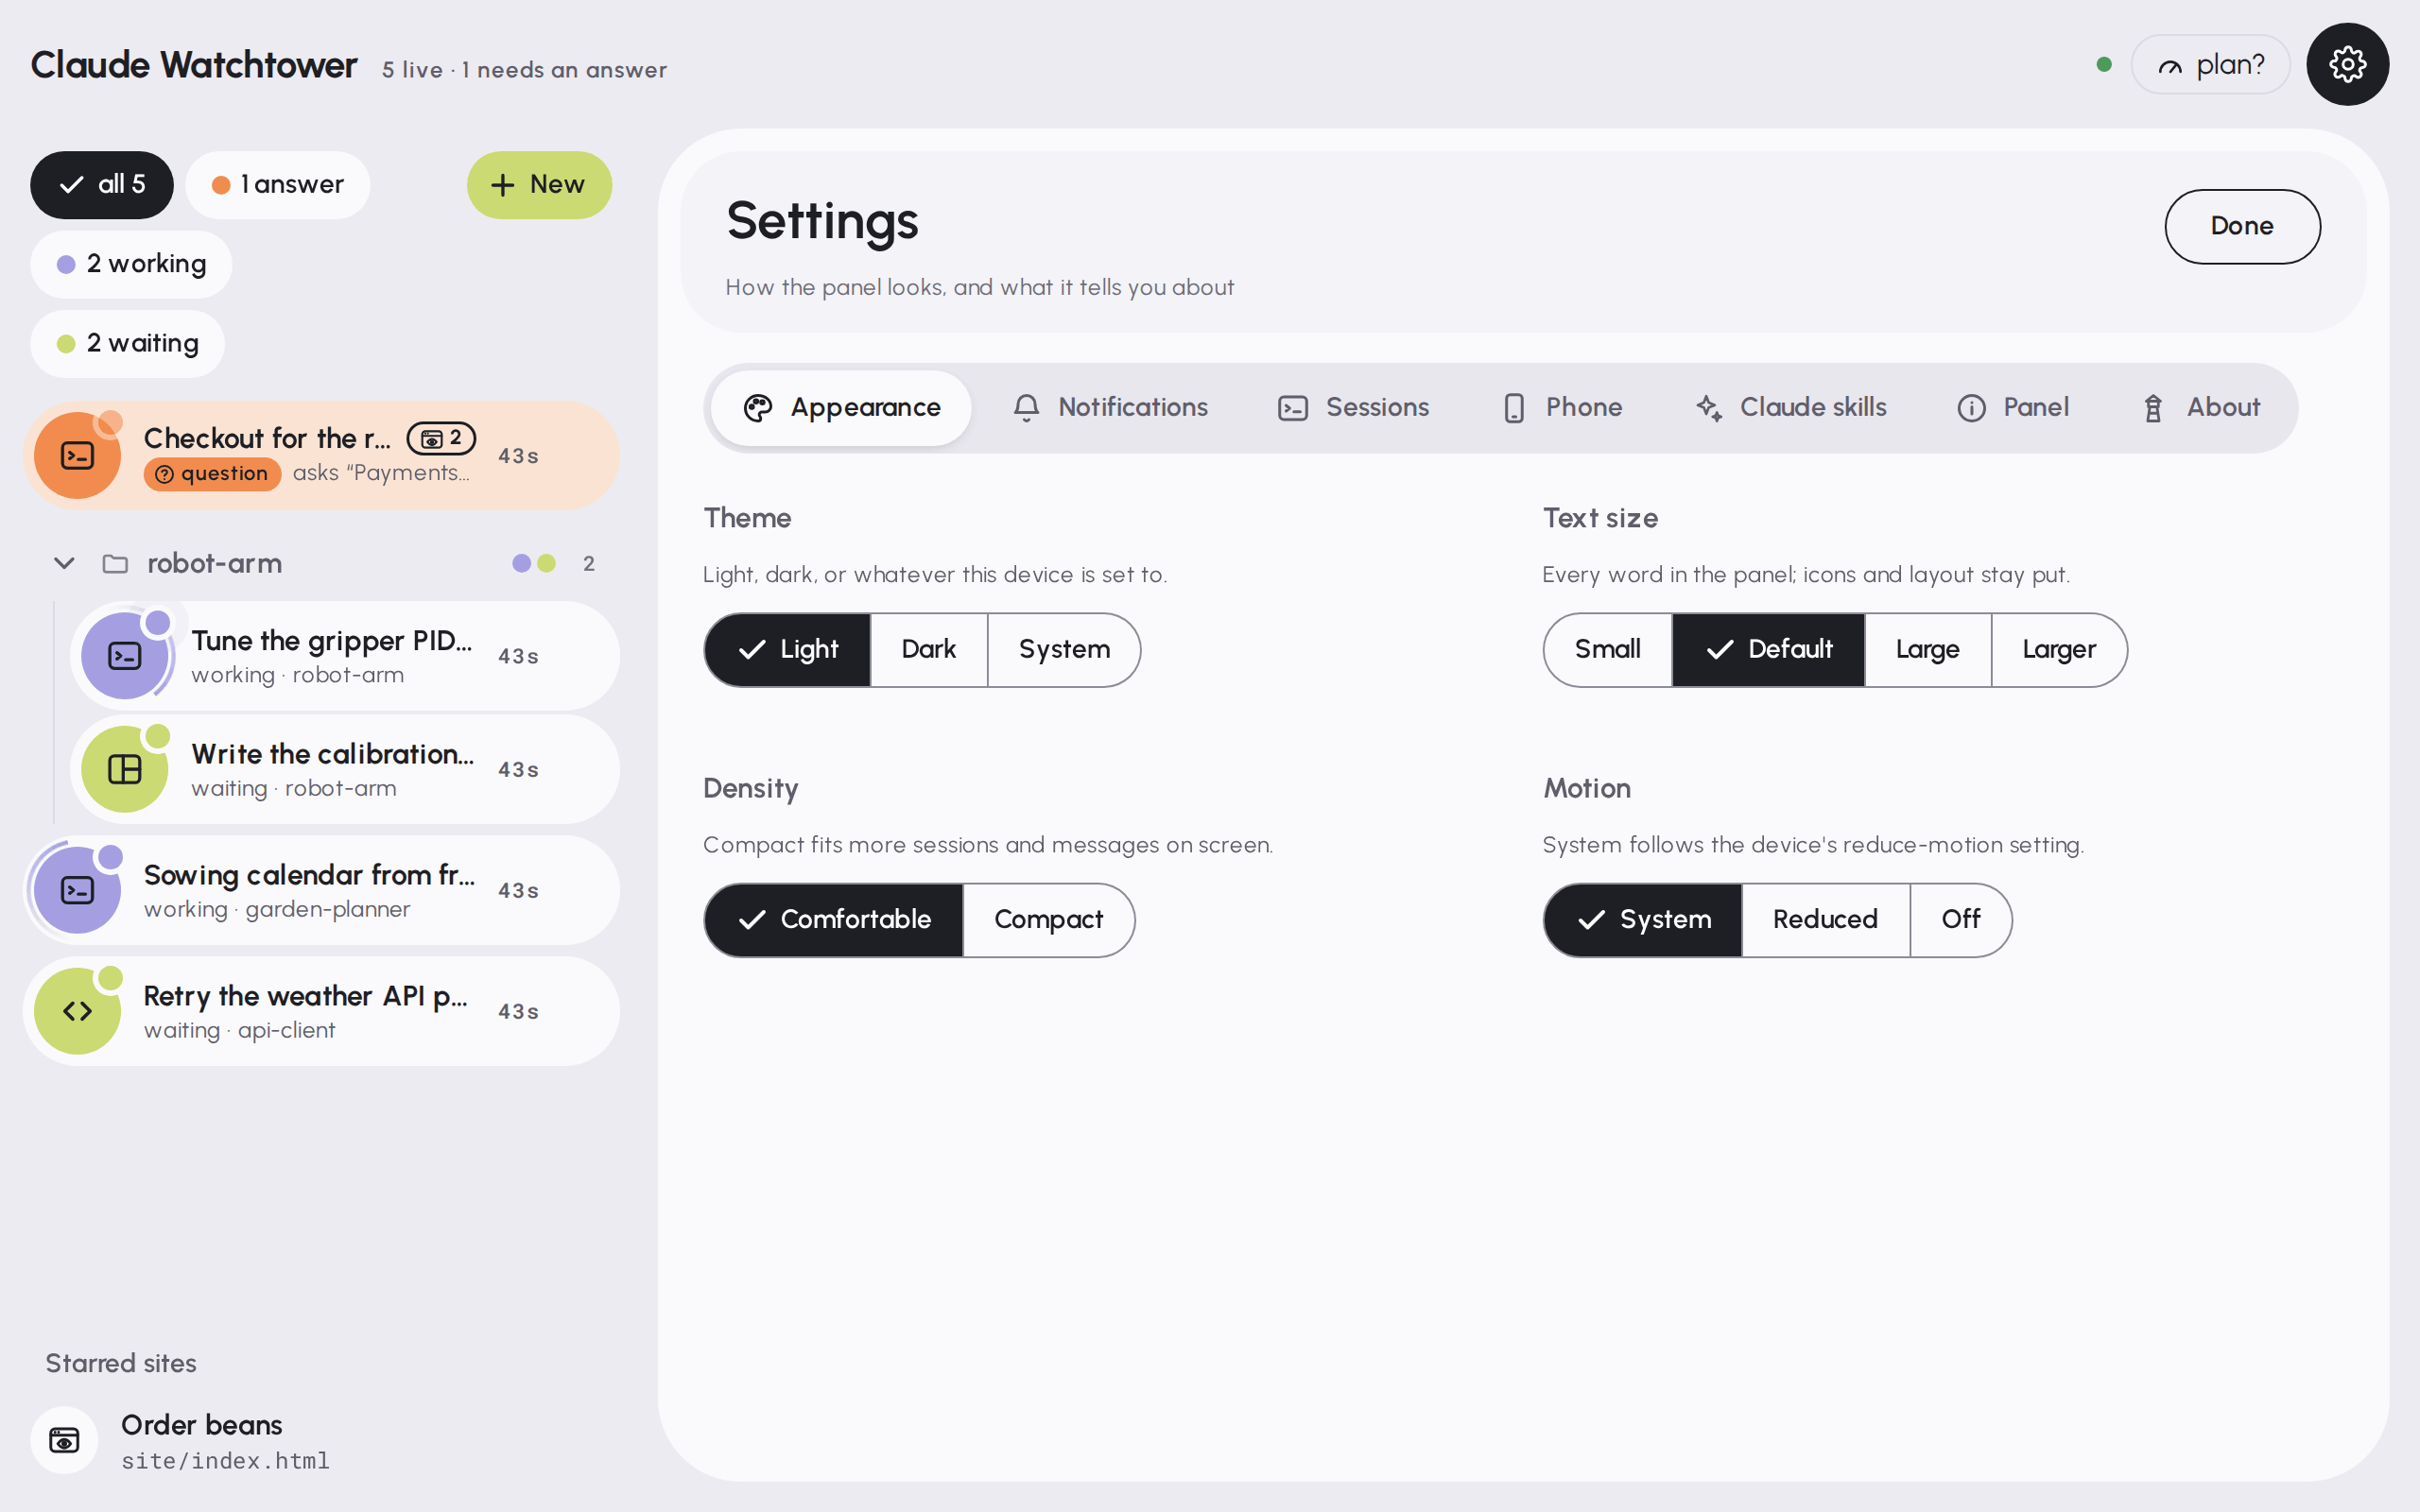 Claude Watchtower
5 live · 1 needs an answer
plan?
all 5
1 answer
New
2 working
2 waiting
Checkout for the r...
2
question
asks “Payments...
43s
robot-arm
2
Tune the gripper PID...
working · robot-arm
43s
Write the calibration...
waiting · robot-arm
43s
Sowing calendar from fr...
working · garden-planner
43s
Retry the weather API p...
waiting · api-client
43s
Starred sites
Order beans
site/index.html
Settings
How the panel looks, and what it tells you about
Done
Appearance
Notifications
Sessions
Phone
Claude skills
Panel
About
Theme
Light, dark, or whatever this device is set to.
Light
Dark
System
Text size
Every word in the panel; icons and layout stay put.
Small
Default
Large
Larger
Density
Compact fits more sessions and messages on screen.
Comfortable
Compact
Motion
System follows the device's reduce-motion setting.
System
Reduced
Off